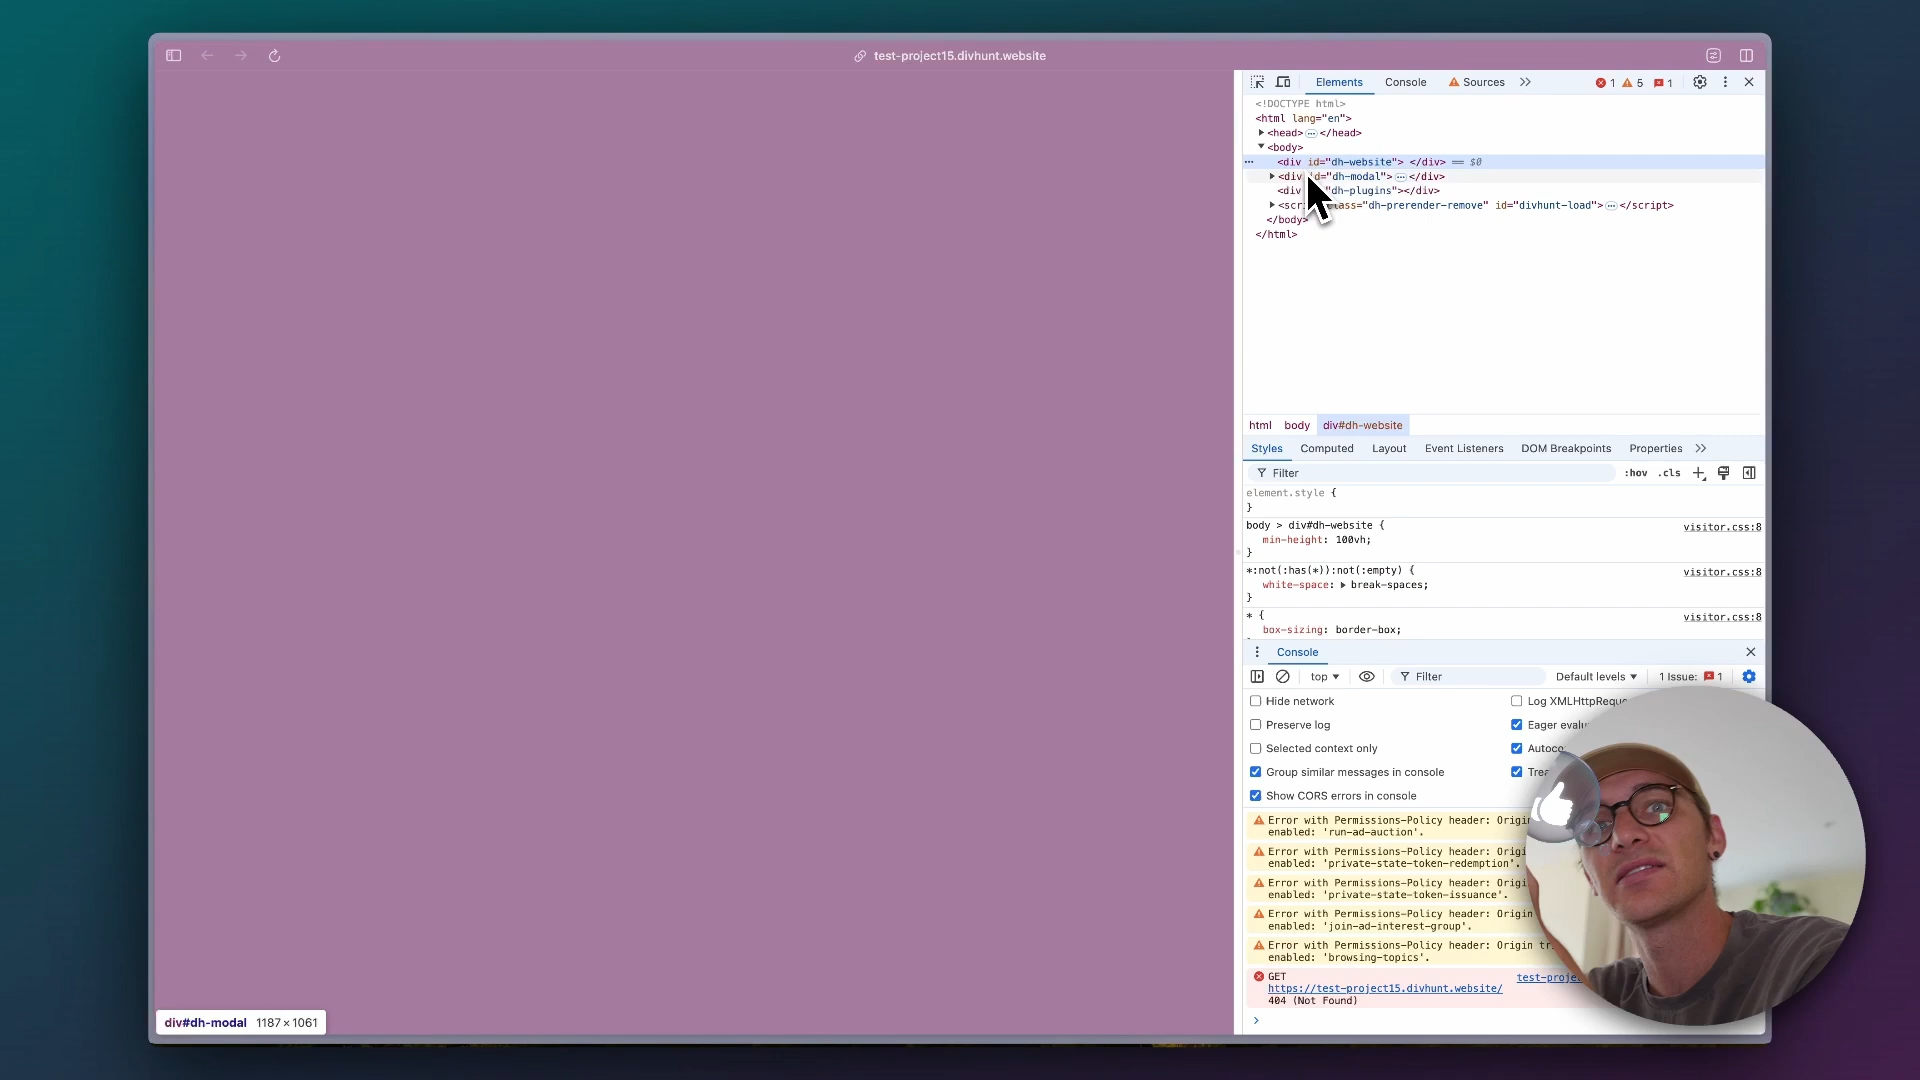 test-project15.divhunt.website
Elements Console Sources 1 5 1
<!DOCTYPE html>
<html lang="en">
<head> </head>
<body>
<div id="dh-website"> </div> == $0
<div id="dh-modal"> </div>
<div "dh-plugins"></div>
class="dh-prerender-remove" id="divhunt-load"> </script>
</body>
</html>
html body div#dh-website
Styles Computed Layout Event Listeners DOM Breakpoints Properties
Filter :hov .cls
element.style {
}
body > div#dh-website { visitor.css:8
min-height: 100vh;
}
*:not(:has(*)):not(:empty) { visitor.css:8
white-space: break-spaces;
}
* { visitor.css:8
box-sizing: border-box;
Console
top Filter Default levels 1 Issue: 1
Hide network Log
Preserve log Eager
Selected context only
Group similar messages in console
Show CORS errors in console
Error with Permissions-Policy header:
enabled: 'run-ad-auction'.
Error with Permissions-Policy header:
enabled: 'private-state-token-redemption'.
Error with Permissions-Policy header:
enabled: 'private-state-token-issuance'.
Error with Permissions-Policy header: Origin
enabled: 'join-ad-interest-group'.
Error with Permissions-Policy header: Origin
enabled: 'browsing-topics'.
GET
https://test-project15.divhunt.website/
404 (Not Found)
div#dh-modal 1187×1061